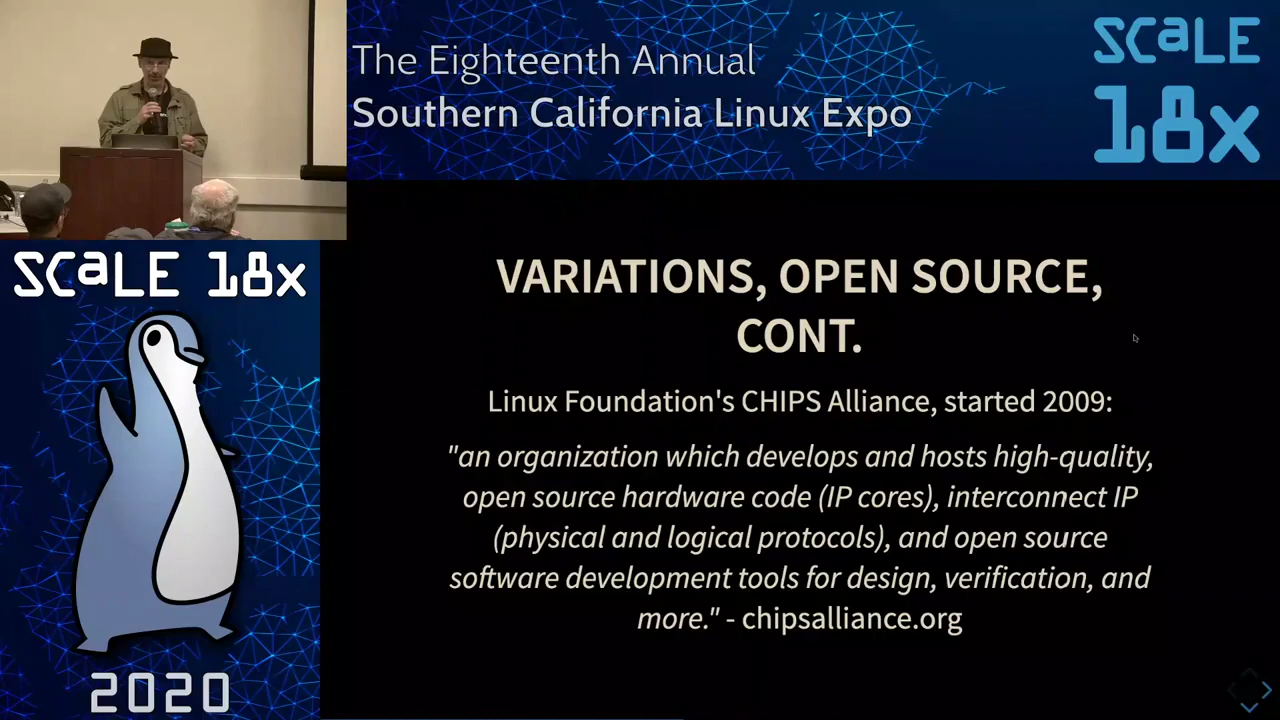 The Eighteenth Annual
Southern California Linux Expo
SCaLE
18x
SCaLE 18x
2020
VARIATIONS, OPEN SOURCE,
CONT.
Linux Foundation's CHIPS Alliance, started 2009:
"an organization which develops and hosts high-quality,
open source hardware code (IP cores), interconnect IP
(physical and logical protocols), and open source
software development tools for design, verification, and
more." - chipsalliance.org